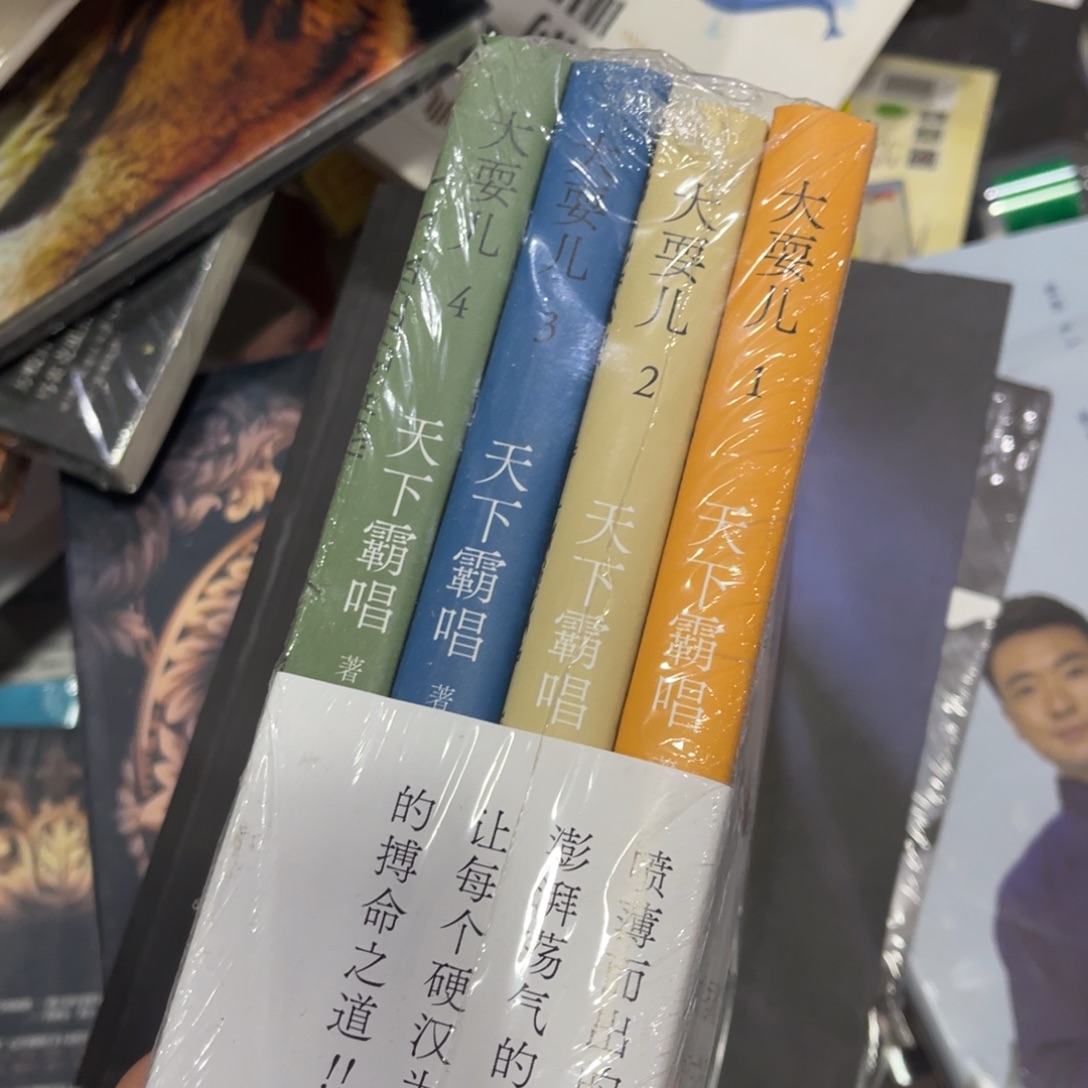 大耍儿 1 天下霸唱
大耍儿 2 天下霸唱
大耍儿 3 天下霸唱 著
大耍儿 4 天下霸唱 著
喷薄而出的
澎湃荡气的
让每个硬汉为
的搏命之道!!